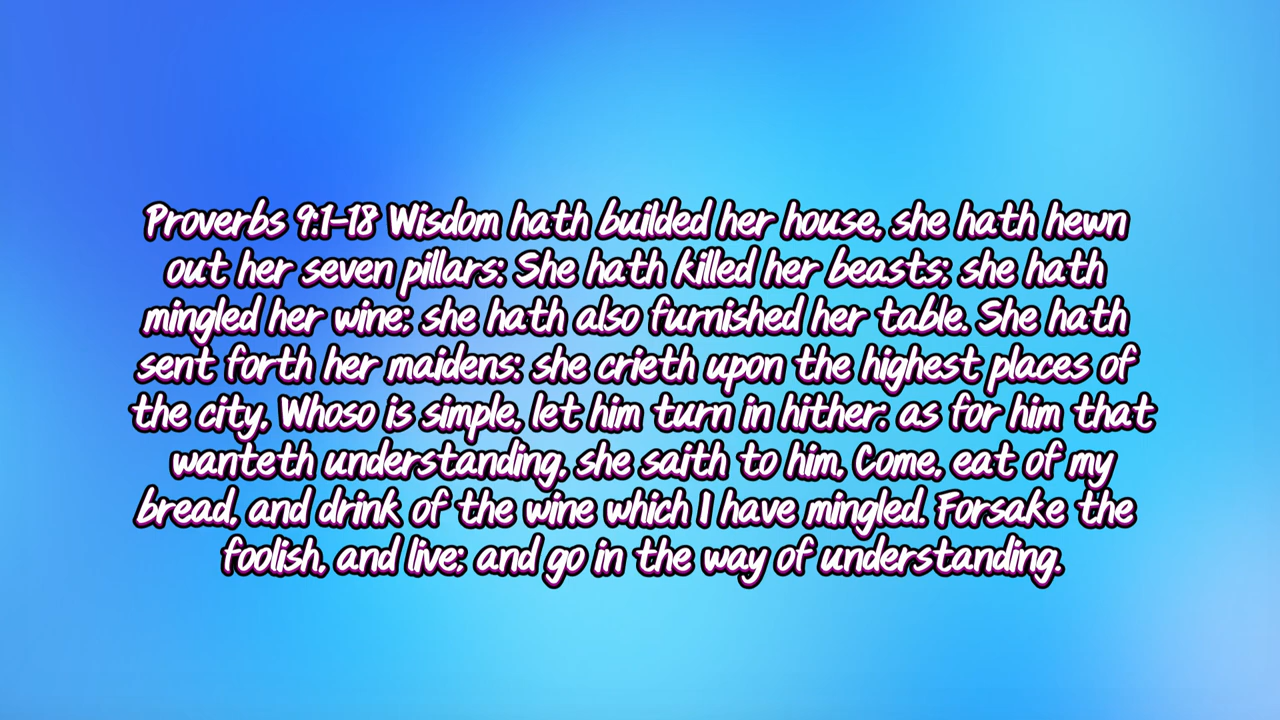 Proverbs 9:1-18 Wisdom hath builded her house, she hath hewn
out her seven pillars: She hath killed her beasts; she hath
mingled her wine; she hath also furnished her table. She hath
sent forth her maidens: she crieth upon the highest places of
the city, Whoso is simple, let him turn in hither: as for him that
wanteth understanding, she saith to him, Come, eat of my
bread, and drink of the wine which I have mingled. Forsake the
foolish, and live; and go in the way of understanding.